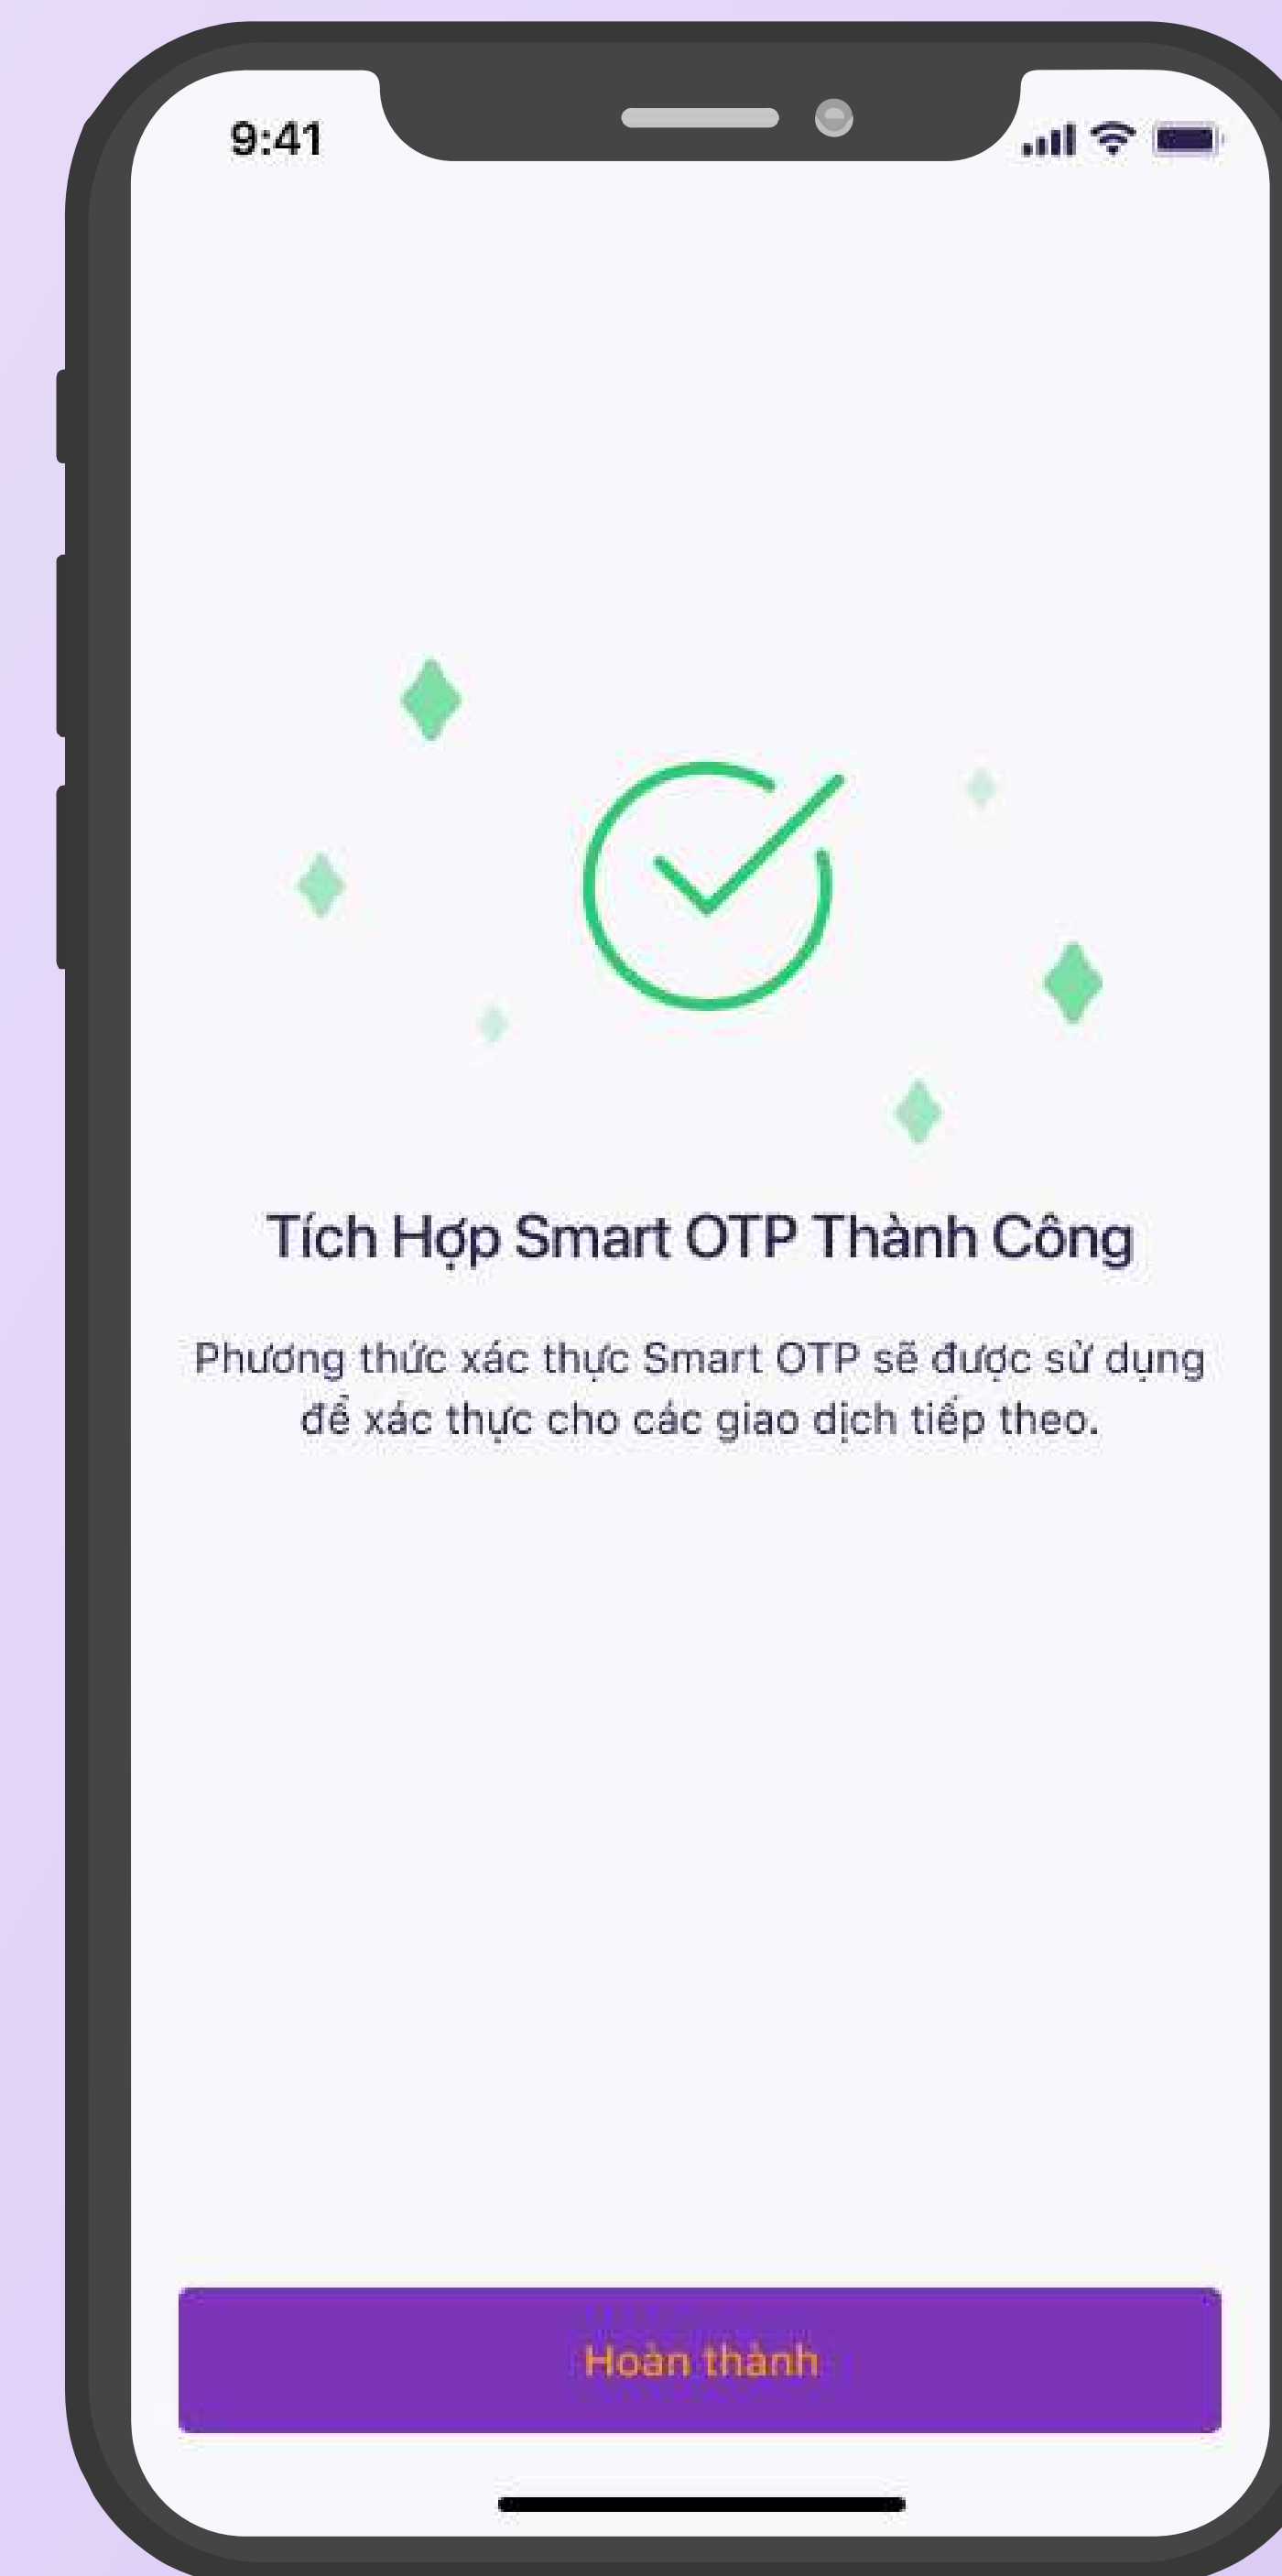 9:41
Tích Hợp Smart OTP Thành Công
Phương thức xác thực Smart OTP sẽ được sử dụng
để xác thực cho các giao dịch tiếp theo.
Hoàn thành